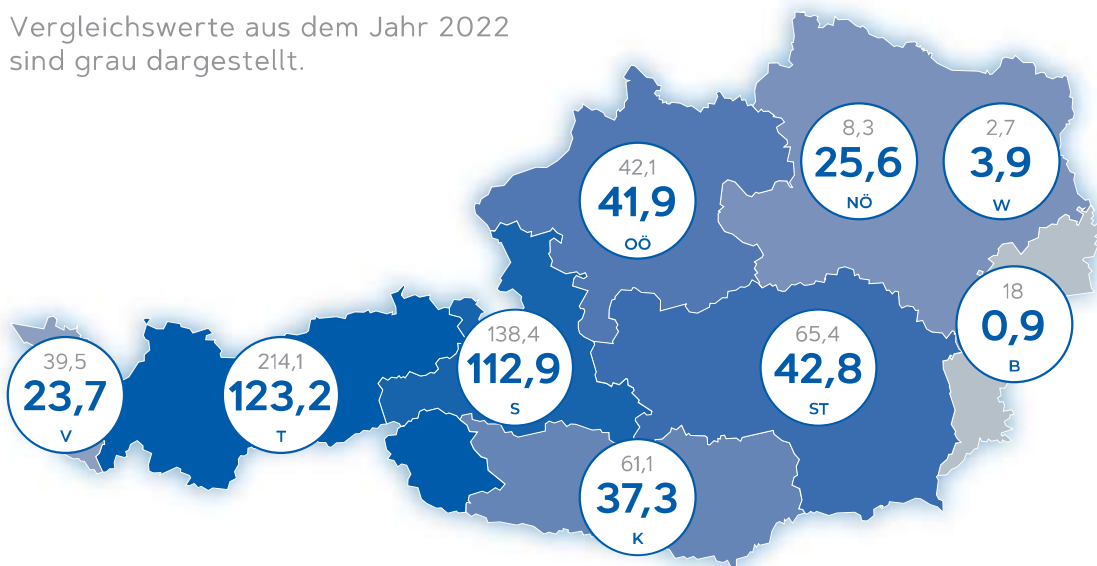 Vergleichswerte aus dem Jahr 2022
sind grau dargestellt.
8,3
25,6
NÖ
2,7
3,9
W
42,1
41,9
OÖ
18
0,9
B
39,5
23,7
V
214,1
123,2
T
138,4
112,9
S
65,4
42,8
ST
61,1
37,3
K